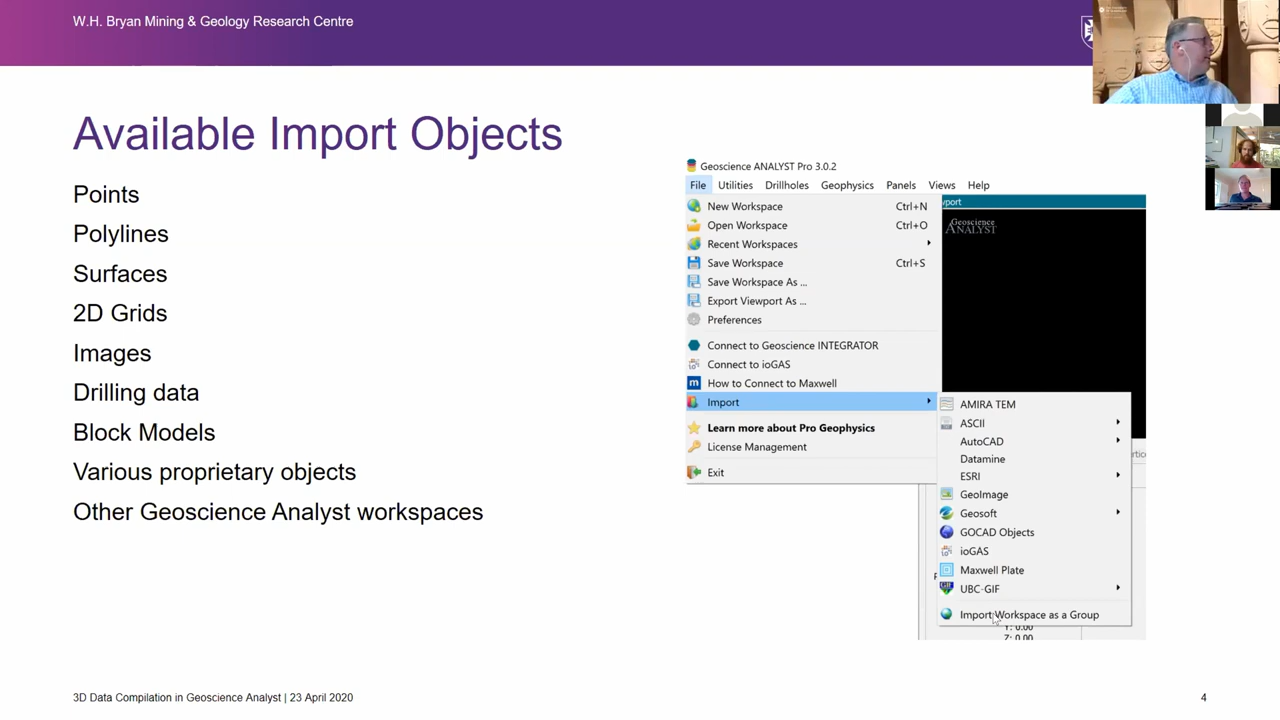 W.H. Bryan Mining & Geology Research Centre
Available Import Objects
Points
Polylines
Surfaces
2D Grids
Images
Drilling data
Block Models
Various proprietary objects
Other Geoscience Analyst workspaces
Geoscience ANALYST Pro 3.0.2
File Utilities Drillholes Geophysics Panels Views Help
New Workspace Ctrl+N
Open Workspace Ctrl+O
Recent Workspaces
Save Workspace Ctrl+S
Save Workspace As ...
Export Viewport As ...
Preferences
Connect to Geoscience INTEGRATOR
Connect to ioGAS
How to Connect to Maxwell
Import
Learn more about Pro Geophysics
License Management
Exit
Geoscience
ANALYST
AMIRA TEM
ASCII
AutoCAD
Datamine
ESRI
GeoImage
Geosoft
GOCAD Objects
ioGAS
Maxwell Plate
UBC-GIF
Import Workspace as a Group
Y: 0.00
Z: 0.00
3D Data Compilation in Geoscience Analyst | 23 April 2020
4